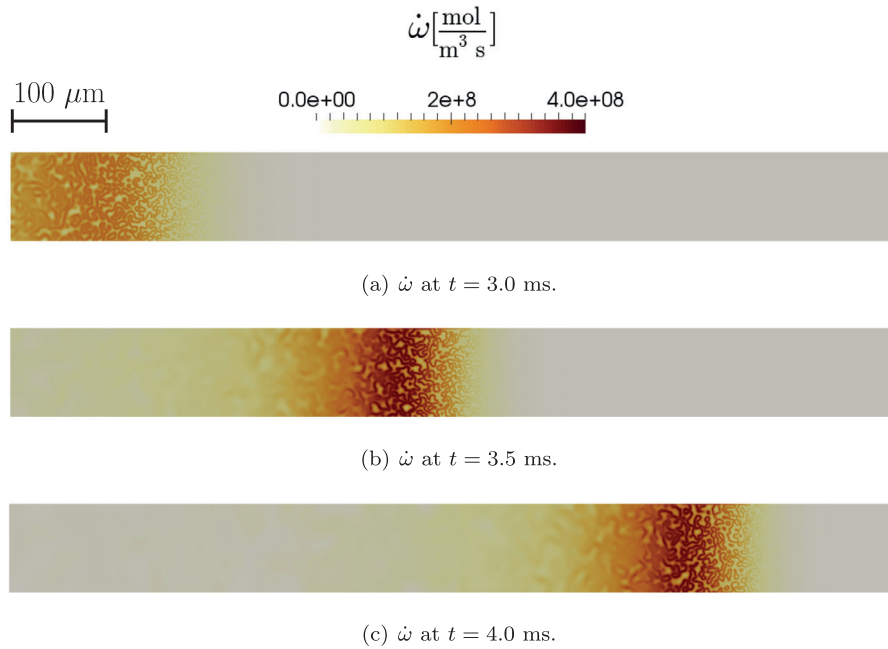 ω̇[mol/m³ s]
100 μm
0.0e+00 2e+8 4.0e+08
(a) ω̇ at t = 3.0 ms.
(b) ω̇ at t = 3.5 ms.
(c) ω̇ at t = 4.0 ms.